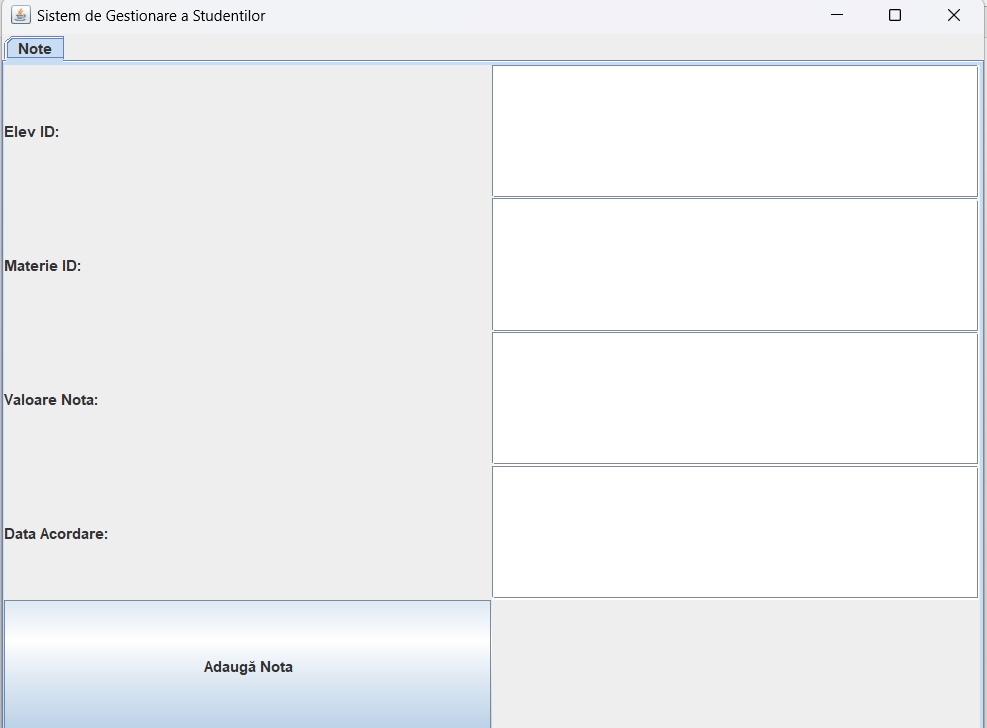 Sistem de Gestionare a Studentilor
Note
Elev ID:
Materie ID:
Valoare Nota:
Data Acordare:
Adaugă Nota